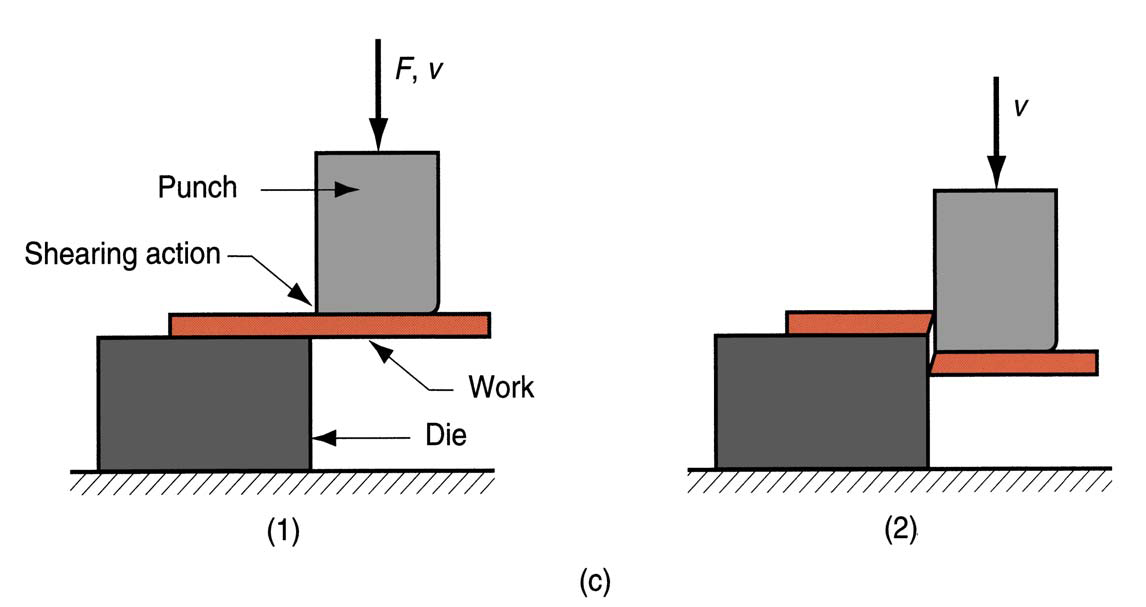 F, v
v
Punch
Shearing action
Work
Die
(1)
(2)
(c)